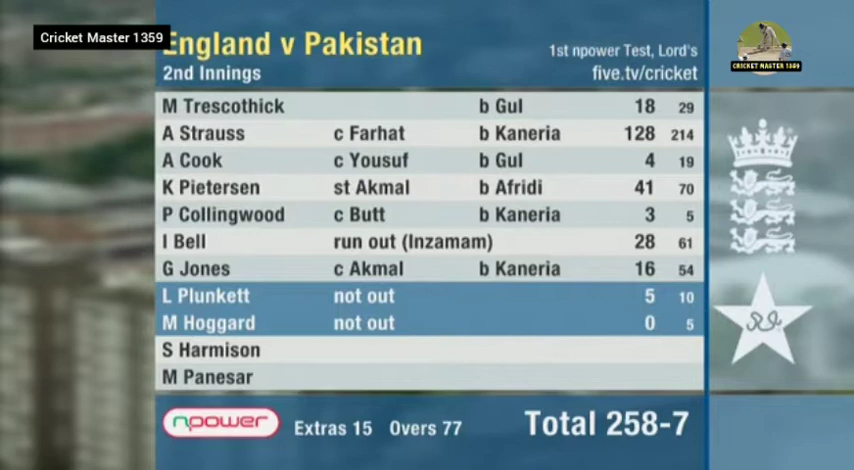 Cricket Master 1359
England v Pakistan
1st npower Test, Lord's
2nd Innings five.tv/cricket
CRICKET MASTER 1359
M Trescothick b Gul 18 29
A Strauss c Farhat b Kaneria 128 214
A Cook c Yousuf b Gul 4 19
K Pietersen st Akmal b Afridi 41 70
P Collingwood c Butt b Kaneria 3 5
I Bell run out (Inzamam) 28 61
G Jones c Akmal b Kaneria 16 54
L Plunkett not out 5 10
M Hoggard not out 0 5
S Harmison
M Panesar
npower Extras 15 Overs 77 Total 258-7